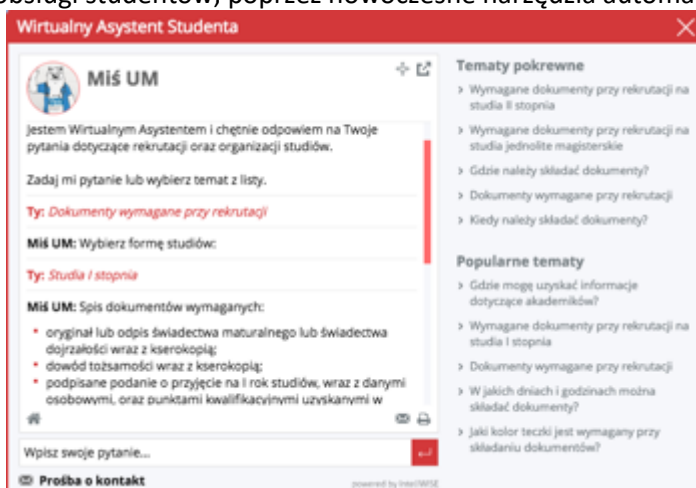 obsługi studentów, poprzez nowoczesne narzędzia automa
Wirtualny Asystent Studenta
Miś UM
Jestem Wirtualnym Asystentem i chętnie odpowiem na Twoje
pytania dotyczące rekrutacji oraz organizacji studiów.
Zadaj mi pytanie lub wybierz temat z listy.
Ty: Dokumenty wymagane przy rekrutacji
Miś UM: Wybierz formę studiów:
Ty: Studia I stopnia
Miś UM: Spis dokumentów wymaganych:
oryginał lub odpis świadectwa maturalnego lub świadectwa
dojrzałości wraz z kserokopią;
dowód tożsamości wraz z kserokopią;
podpisane podanie o przyjęcie na I rok studiów, wraz z danymi
osobowymi, oraz punktami kwalifikacyjnymi uzyskanymi w
Wpisz swoje pytanie...
Prośba o kontakt
powered by InteliWISE
Tematy pokrewne
> Wymagane dokumenty przy rekrutacji na
studia II stopnia
> Wymagane dokumenty przy rekrutacji na
studia jednolite magisterskie
> Gdzie należy składać dokumenty?
> Dokumenty wymagane przy rekrutacji
> Kiedy należy składać dokumenty?
Popularne tematy
> Gdzie mogę uzyskać informacje
dotyczące akademików?
> Wymagane dokumenty przy rekrutacji na
studia I stopnia
> Dokumenty wymagane przy rekrutacji
> W jakich dniach i godzinach można
składać dokumenty?
> Jaki kolor teczki jest wymagany przy
składaniu dokumentów?